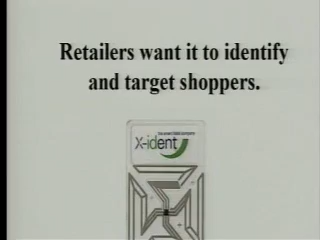 Retailers want it to identify
and target shoppers.
x-ident